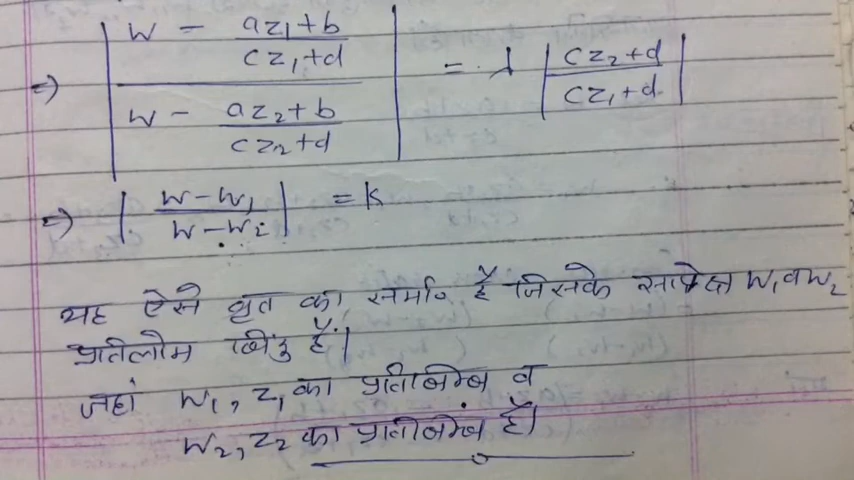 ⇒ | (w - (az₁+b)/(cz₁+d)) / (w - (az₂+b)/(cz₂+d)) | = λ | (cz₂+d)/(cz₁+d) |
⇒ | (w-w₁)/(w-w₂) | = k
यह ऐसे वृत का समी० है जिसके सापेक्ष w₁ व w₂
प्रतिलोम बिंदु हैं।
जहां w₁, z₁ का प्रतीबिम्ब व
w₂, z₂ का प्रतीबिम्ब है।